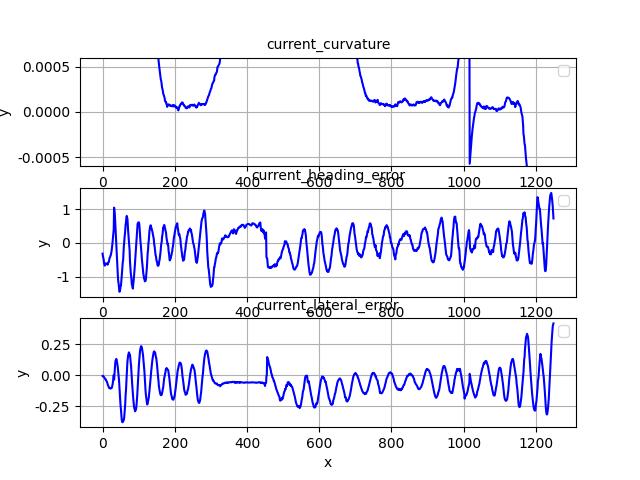 current_curvature
y
0.0005
0.0000
-0.0005
0 200 400 600 800 1000 1200
current_heading_error
y
1
0
-1
0 200 400 600 800 1000 1200
current_lateral_error
y
0.25
0.00
-0.25
0 200 400 600 800 1000 1200
x